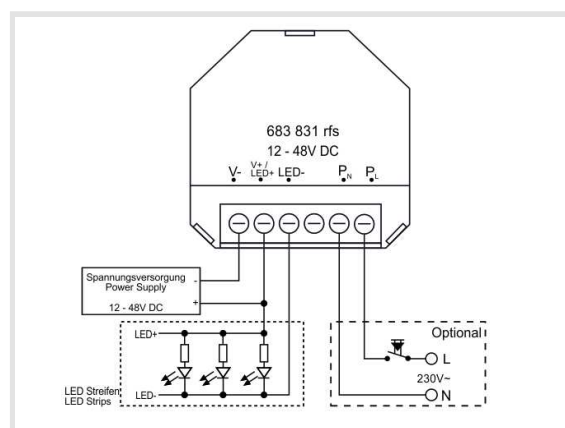 683 831 rfs
12 - 48V DC
V- V+ / LED+ LED- PN PL
Spannungsversorgung
Power Supply
12 - 48V DC
-
+
LED+
LED-
LED Streifen
LED Strips
Optional
L
230V~
N